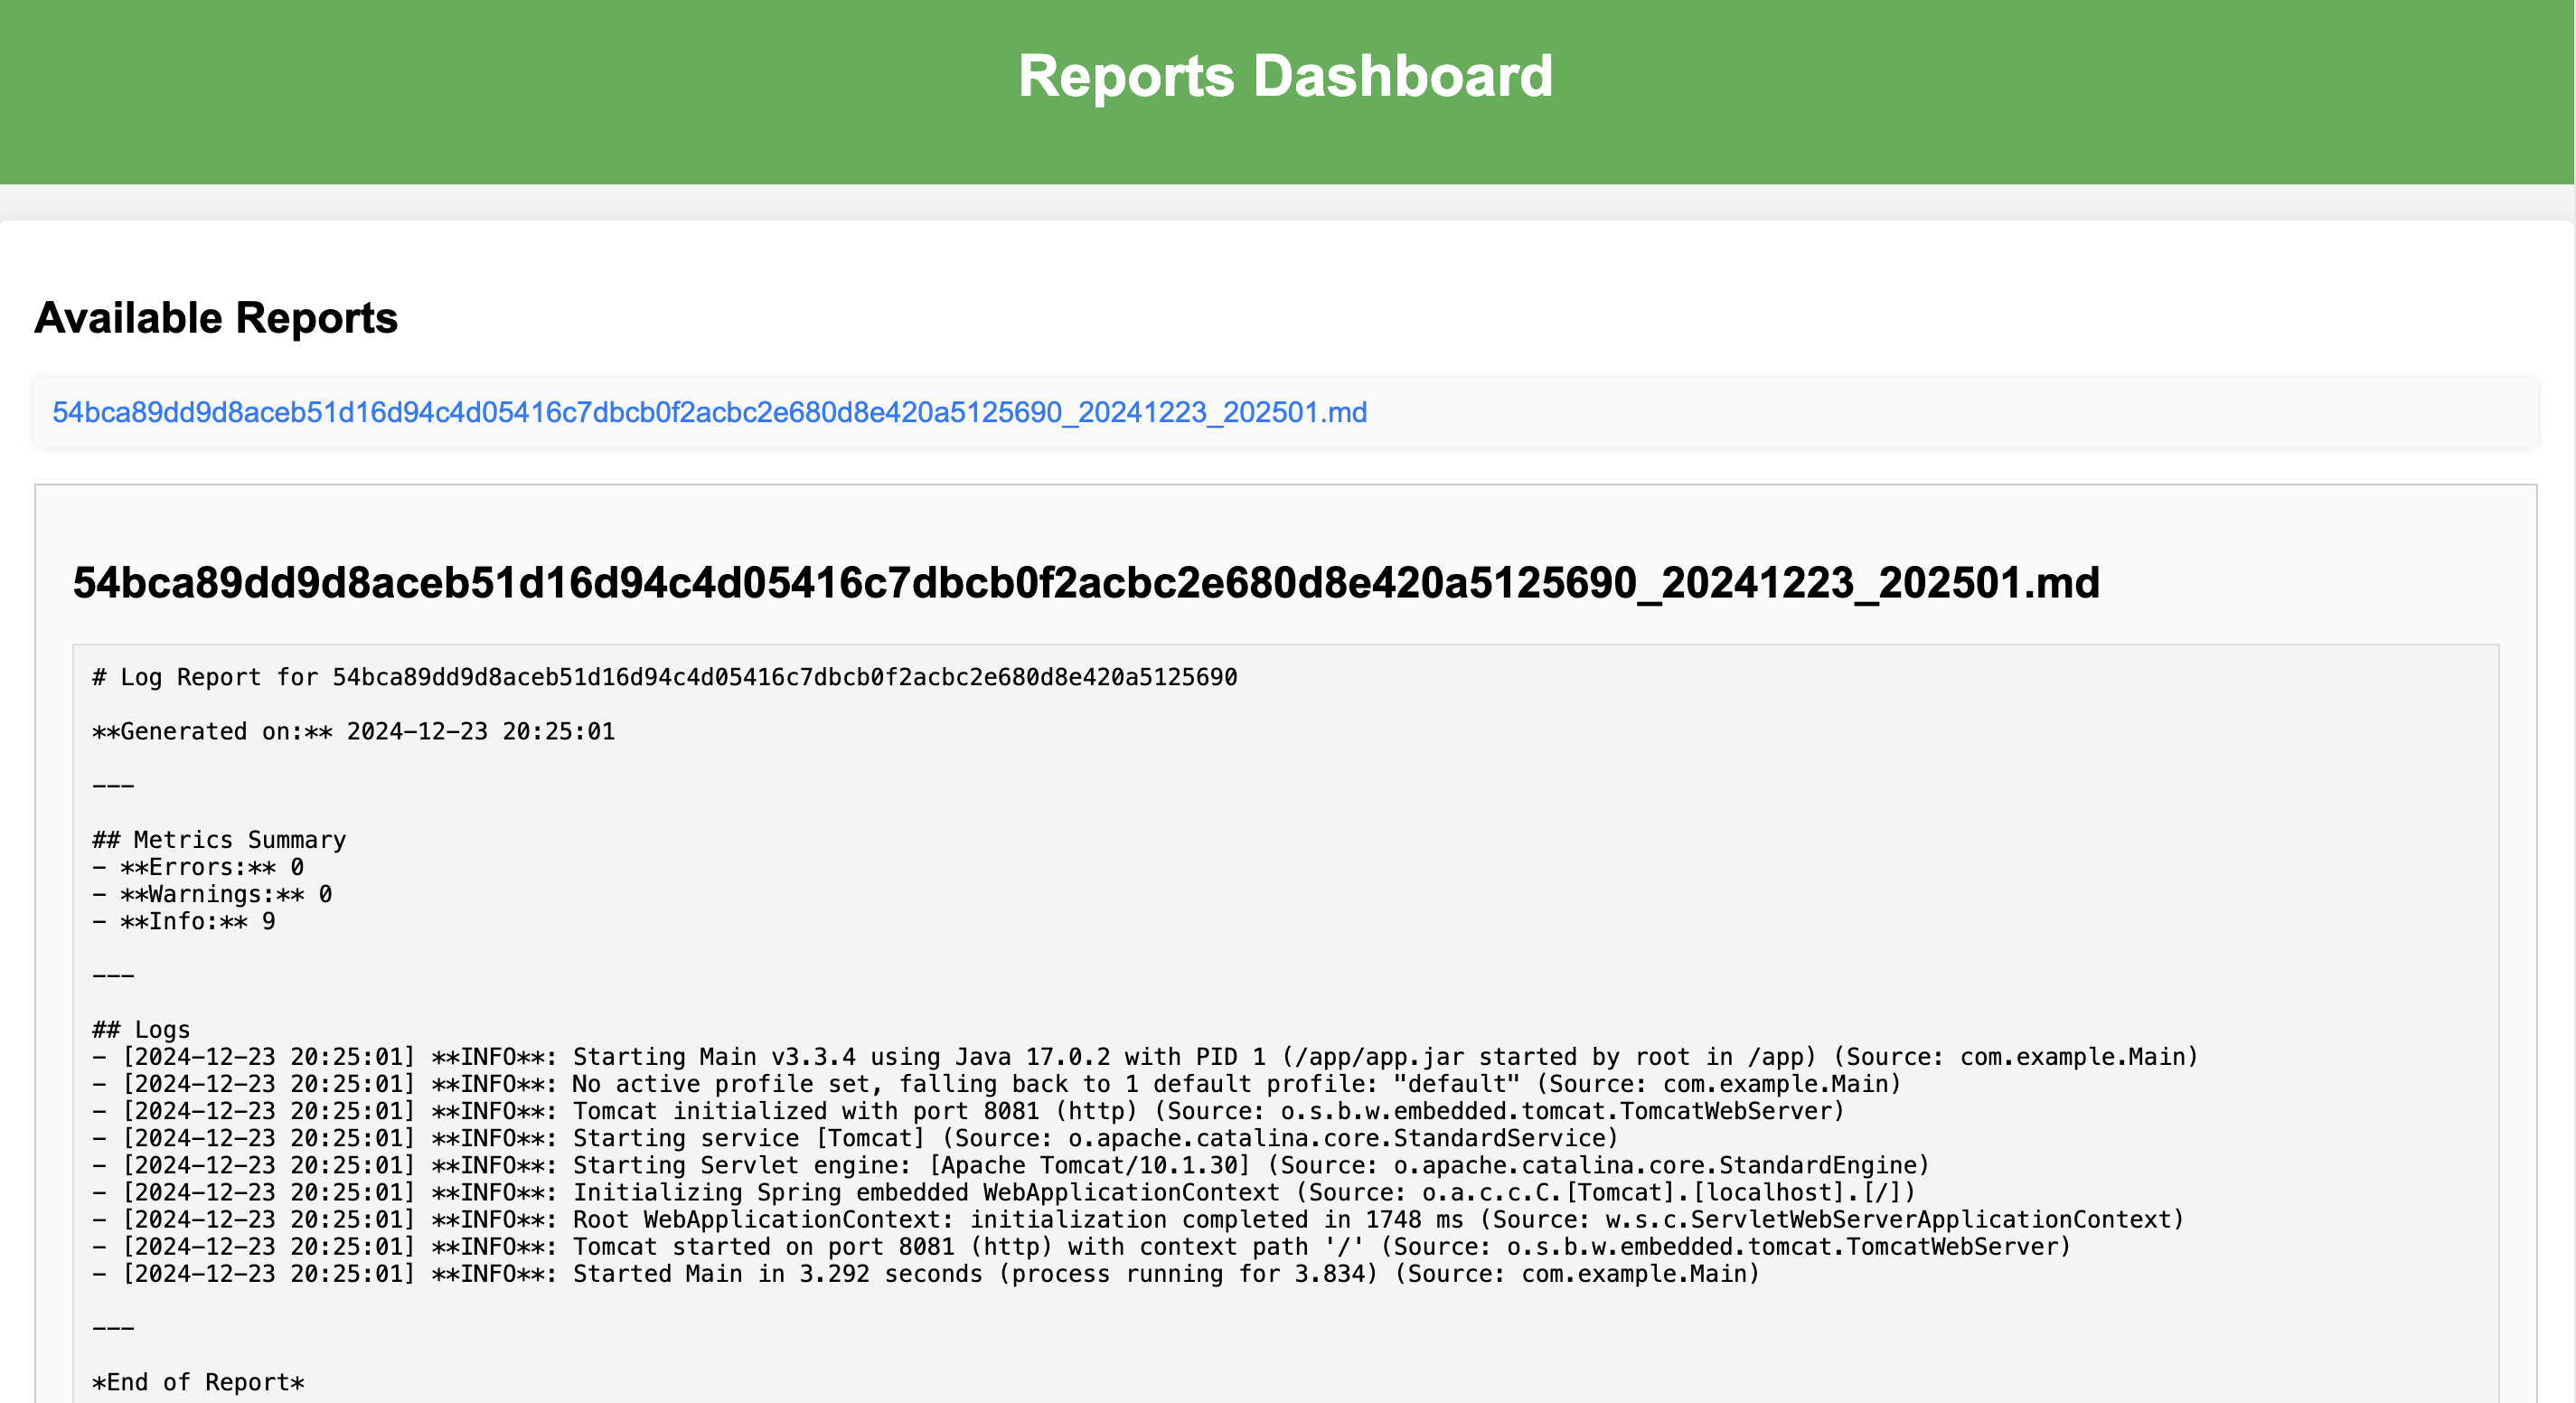 Reports Dashboard
Available Reports
54bca89dd9d8aceb51d16d94c4d05416c7dbcb0f2acbc2e680d8e420a5125690_20241223_202501.md
54bca89dd9d8aceb51d16d94c4d05416c7dbcb0f2acbc2e680d8e420a5125690_20241223_202501.md
# Log Report for 54bca89dd9d8aceb51d16d94c4d05416c7dbcb0f2acbc2e680d8e420a5125690
**Generated on:** 2024-12-23 20:25:01
---
## Metrics Summary
- **Errors:** 0
- **Warnings:** 0
- **Info:** 9
---
## Logs
- [2024-12-23 20:25:01] **INFO**: Starting Main v3.3.4 using Java 17.0.2 with PID 1 (/app/app.jar started by root in /app) (Source: com.example.Main)
- [2024-12-23 20:25:01] **INFO**: No active profile set, falling back to 1 default profile: "default" (Source: com.example.Main)
- [2024-12-23 20:25:01] **INFO**: Tomcat initialized with port 8081 (http) (Source: o.s.b.w.embedded.tomcat.TomcatWebServer)
- [2024-12-23 20:25:01] **INFO**: Starting service [Tomcat] (Source: o.apache.catalina.core.StandardService)
- [2024-12-23 20:25:01] **INFO**: Starting Servlet engine: [Apache Tomcat/10.1.30] (Source: o.apache.catalina.core.StandardEngine)
- [2024-12-23 20:25:01] **INFO**: Initializing Spring embedded WebApplicationContext (Source: o.a.c.c.C.[Tomcat].[localhost].[/])
- [2024-12-23 20:25:01] **INFO**: Root WebApplicationContext: initialization completed in 1748 ms (Source: w.s.c.ServletWebServerApplicationContext)
- [2024-12-23 20:25:01] **INFO**: Tomcat started on port 8081 (http) with context path '/' (Source: o.s.b.w.embedded.tomcat.TomcatWebServer)
- [2024-12-23 20:25:01] **INFO**: Started Main in 3.292 seconds (process running for 3.834) (Source: com.example.Main)
---
*End of Report*